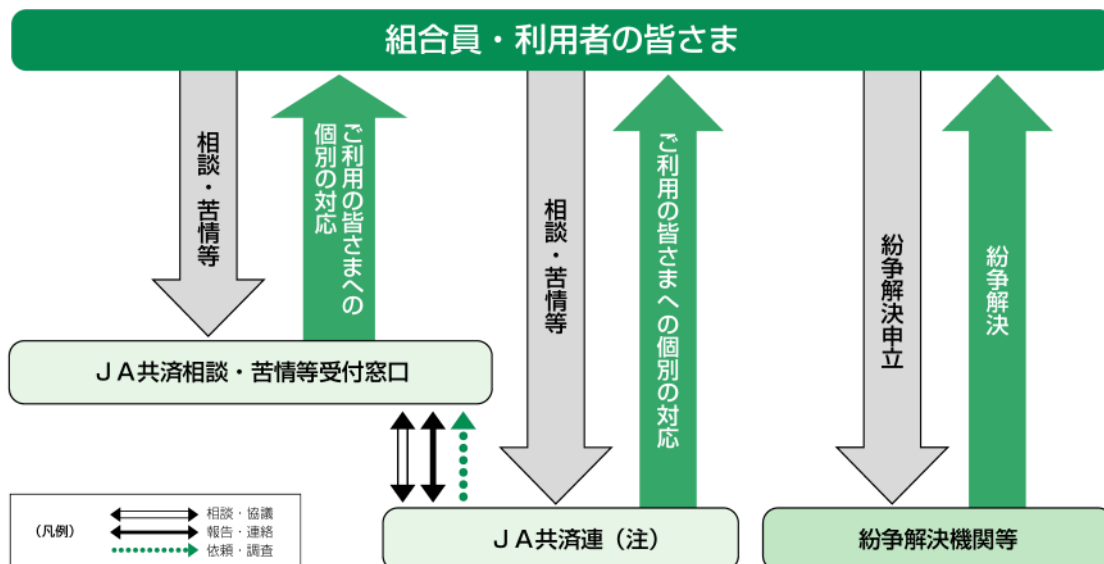 組合員・利用者の皆さま
相談・苦情等
ご利用の皆さまへの
個別の対応
相談・苦情等
ご利用の皆さまへの個別の対応
紛争解決申立
紛争解決
ＪＡ共済相談・苦情等受付窓口
（凡例）
相談・協議
報告・連絡
依頼・調査
ＪＡ共済連（注）
紛争解決機関等